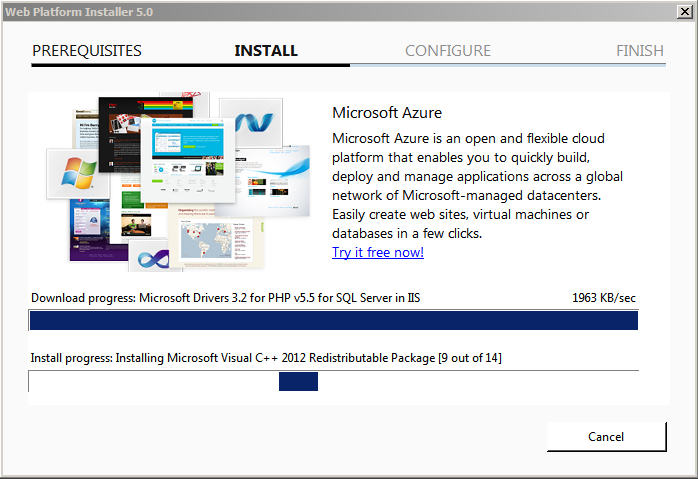 Web Platform Installer 5.0
PREREQUISITES
INSTALL
CONFIGURE
FINISH
Microsoft Azure
Microsoft Azure is an open and flexible cloud
platform that enables you to quickly build,
deploy and manage applications across a global
network of Microsoft-managed datacenters.
Easily create web sites, virtual machines or
databases in a few clicks.
Try it free now!
Download progress: Microsoft Drivers 3.2 for PHP v5.5 for SQL Server in IIS
1963 KB/sec
Install progress: Installing Microsoft Visual C++ 2012 Redistributable Package [9 out of 14]
Cancel